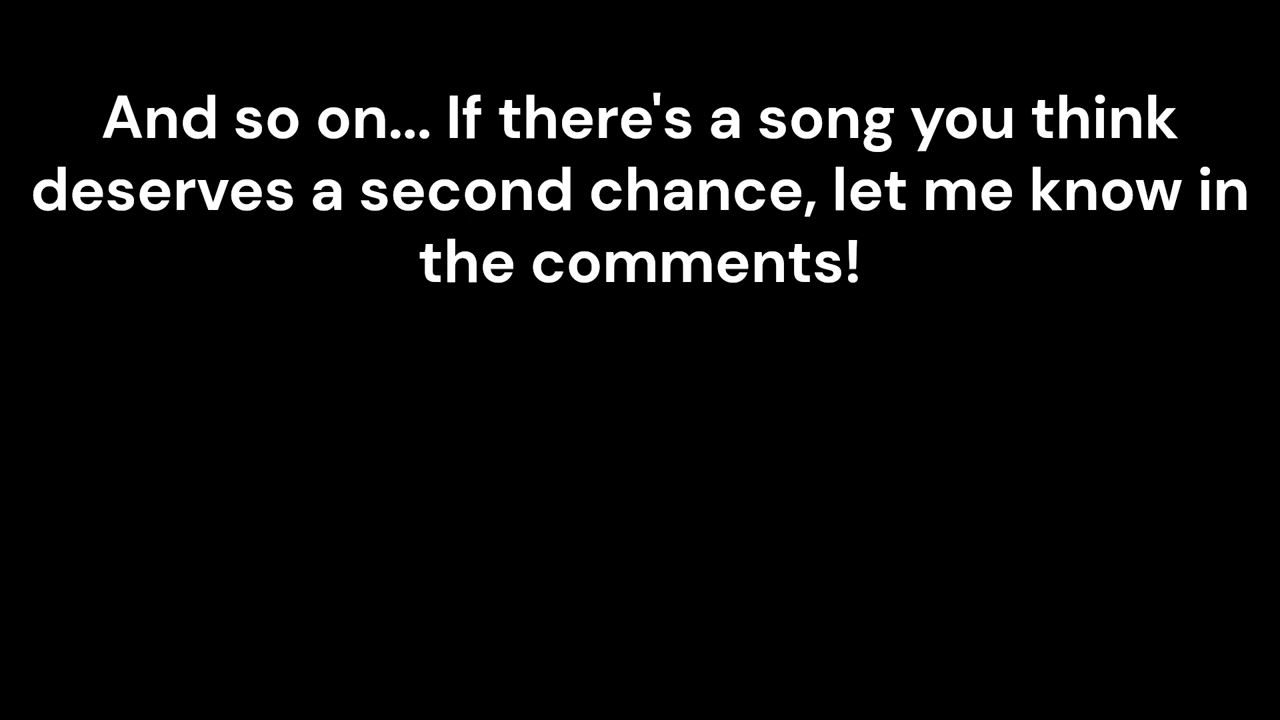 And so on... If there's a song you think
deserves a second chance, let me know in
the comments!